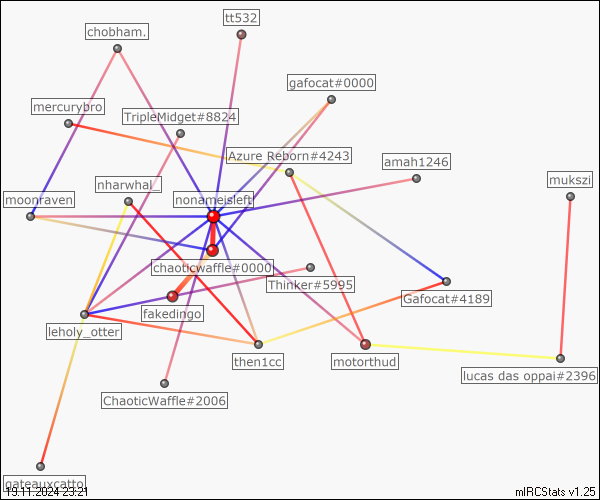 tt532
chobham.
gafocat#0000
mercurybro
TripleMidget#8824
Azure Reborn#4243
amah1246
mukszi
nharwhal_
moonraven
nonameisleft
chaoticwaffle#0000
Thinker#5995
Gafocat#4189
fakedingo
leholy_otter
then1cc
motorthud
lucas das oppai#2396
ChaoticWaffle#2006
gateauxcatto
19.11.2024 23:21
mIRCStats v1.25